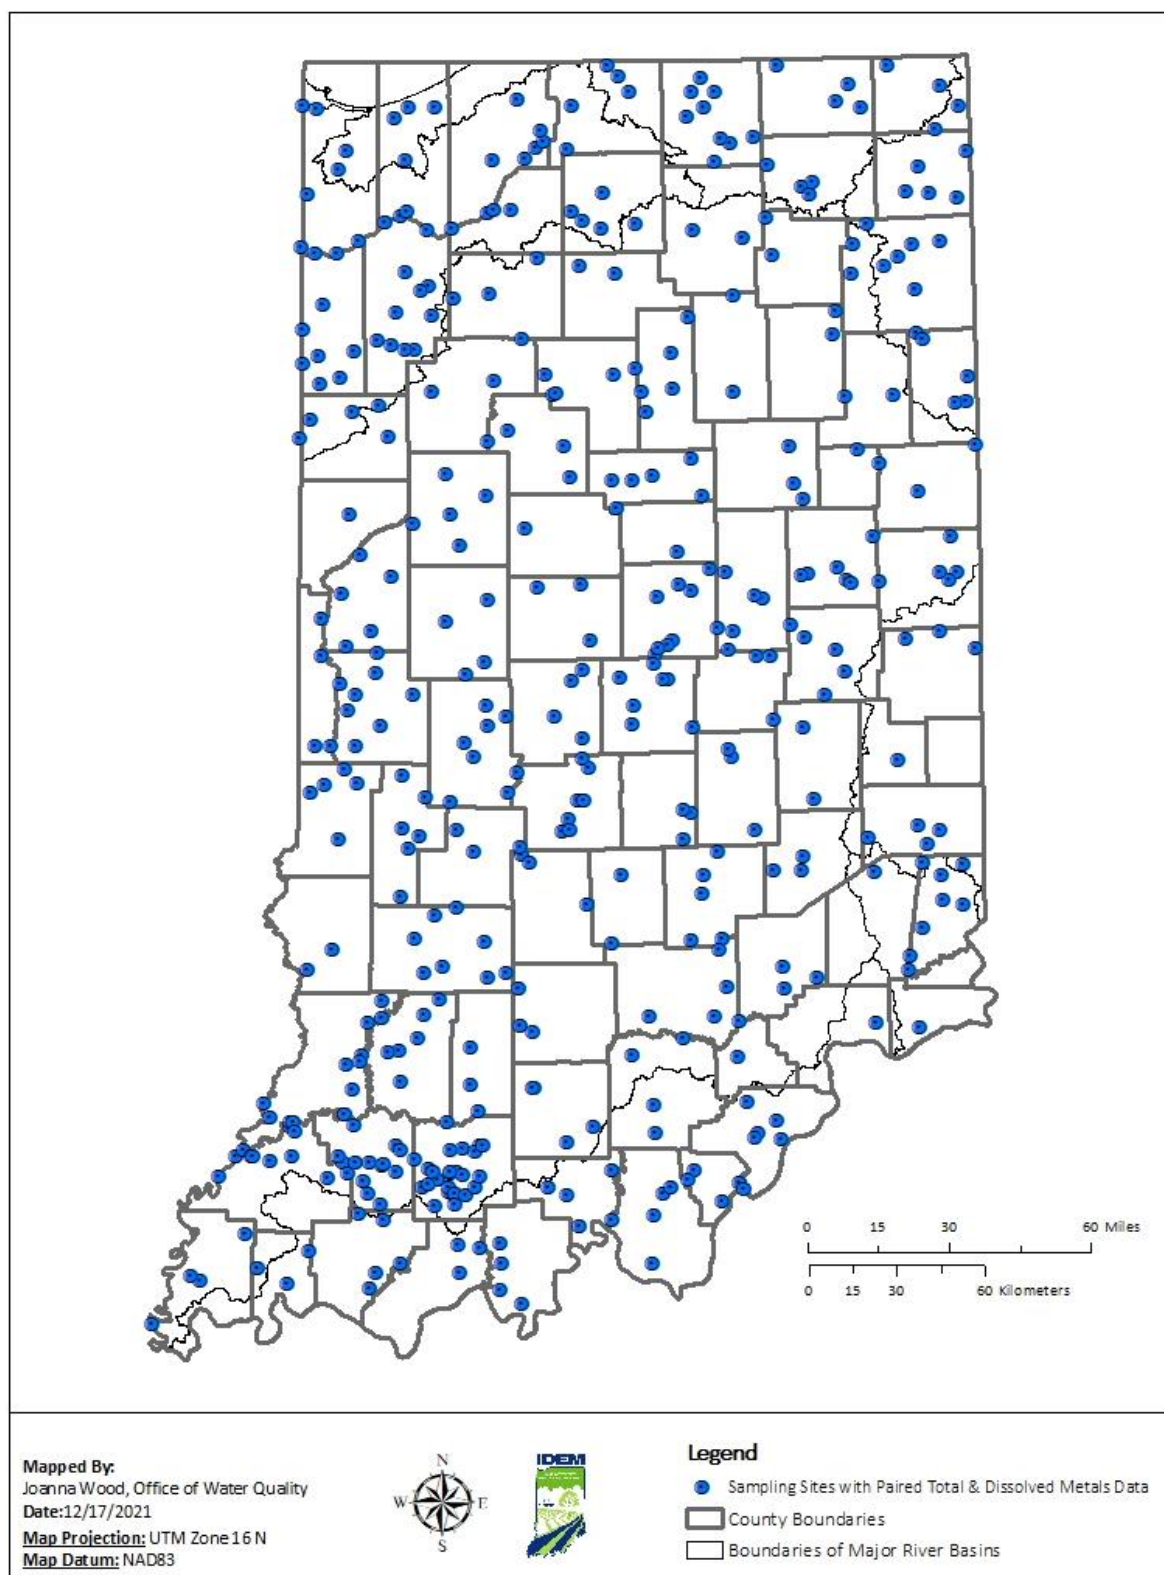 0 15 30 60 Miles
0 15 30 60 Kilometers
Mapped By:
Joanna Wood, Office of Water Quality
Date:12/17/2021
Map Projection: UTM Zone 16 N
Map Datum: NAD83
N
W E
S
IDEM
Legend
Sampling Sites with Paired Total & Dissolved Metals Data
County Boundaries
Boundaries of Major River Basins